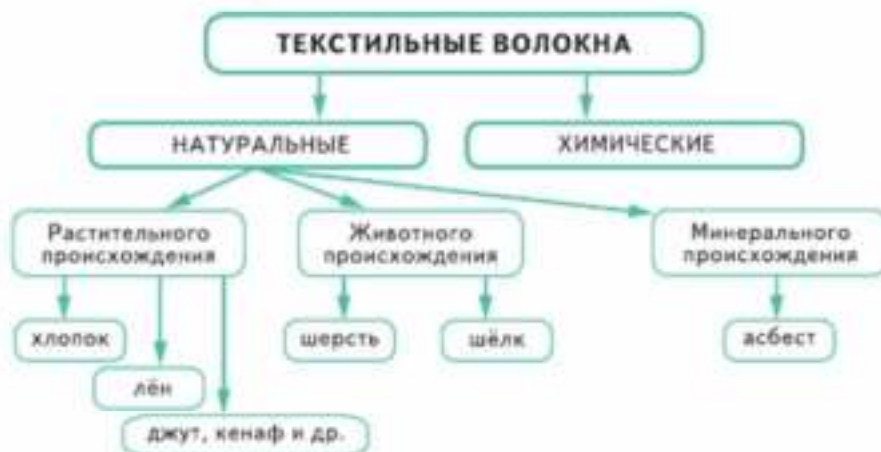 ТЕКСТИЛЬНЫЕ ВОЛОКНА
НАТУРАЛЬНЫЕ
ХИМИЧЕСКИЕ
Растительного
происхождения
Животного
происхождения
Минерального
происхождения
хлопок
лён
джут, кенаф и др.
шерсть
шёлк
асбест